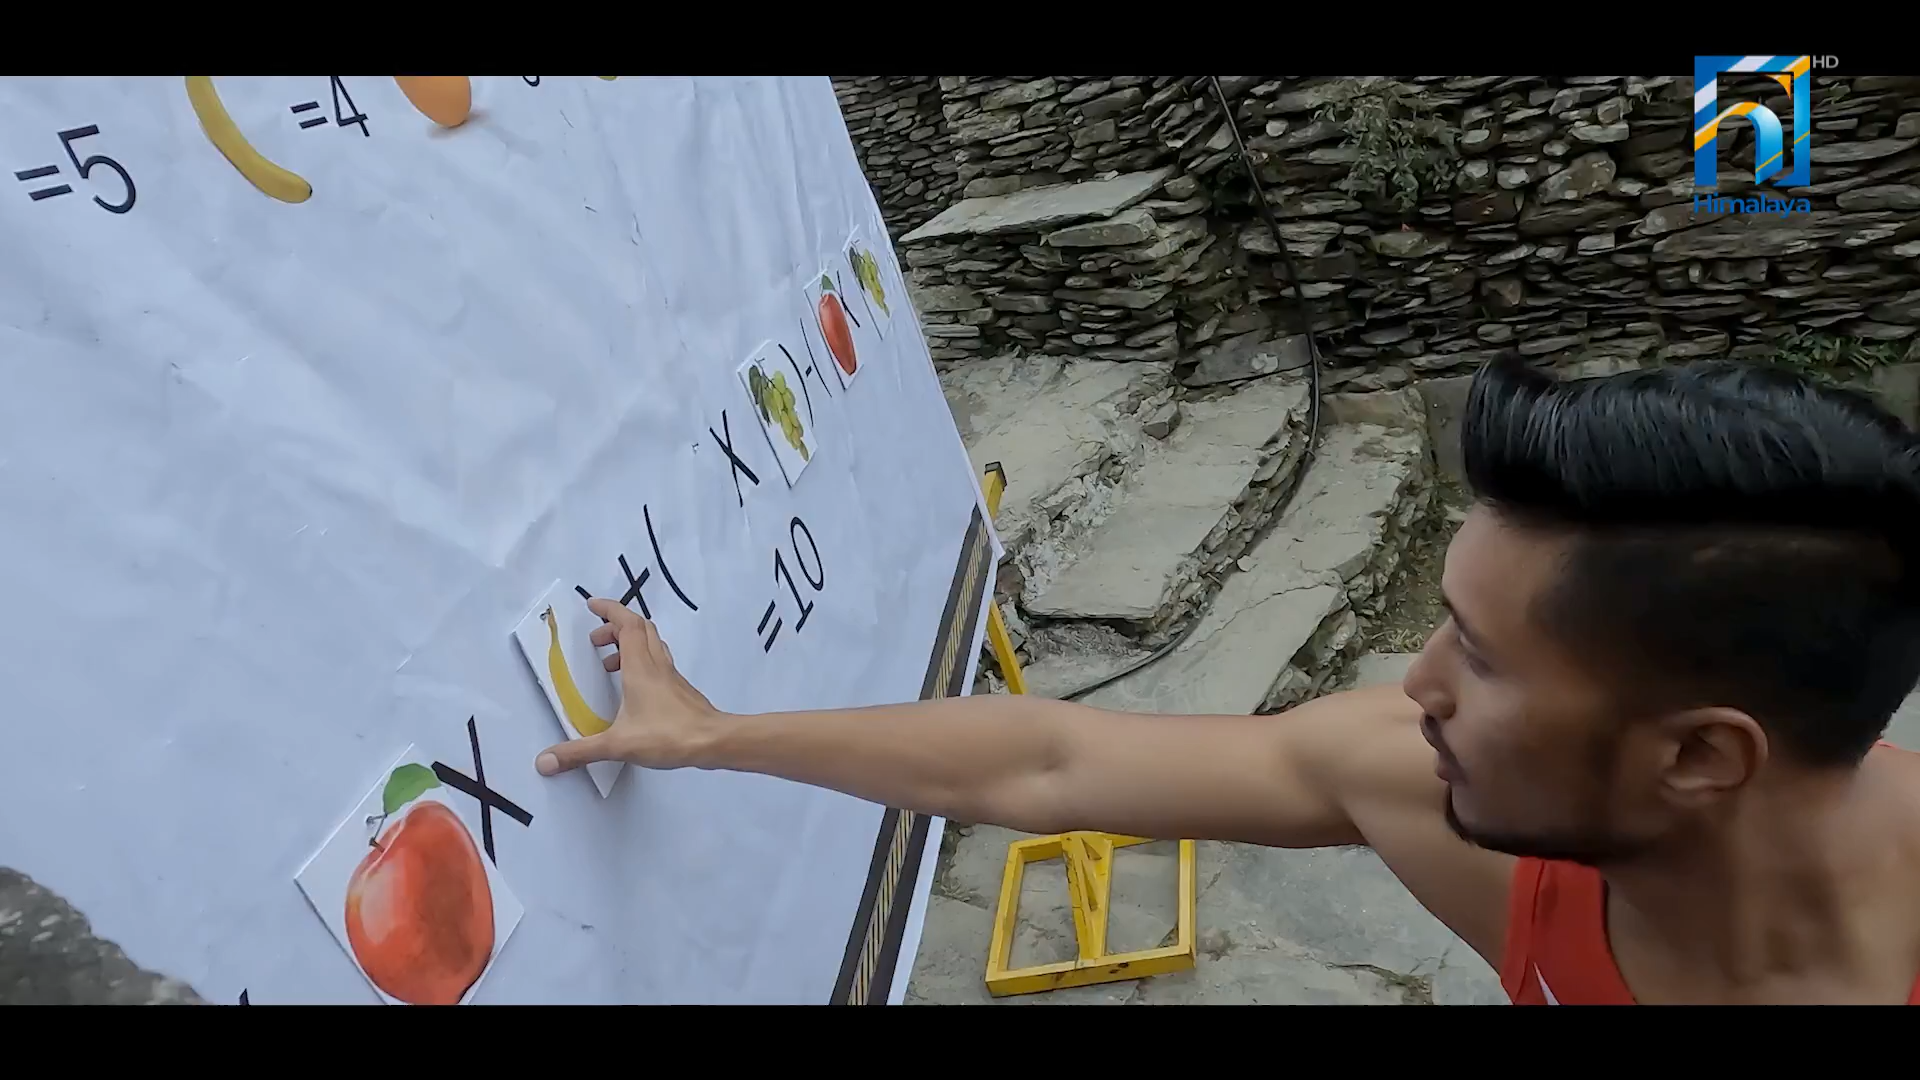 =5 =4
x +( x )-( x
=10
HD
Himalaya